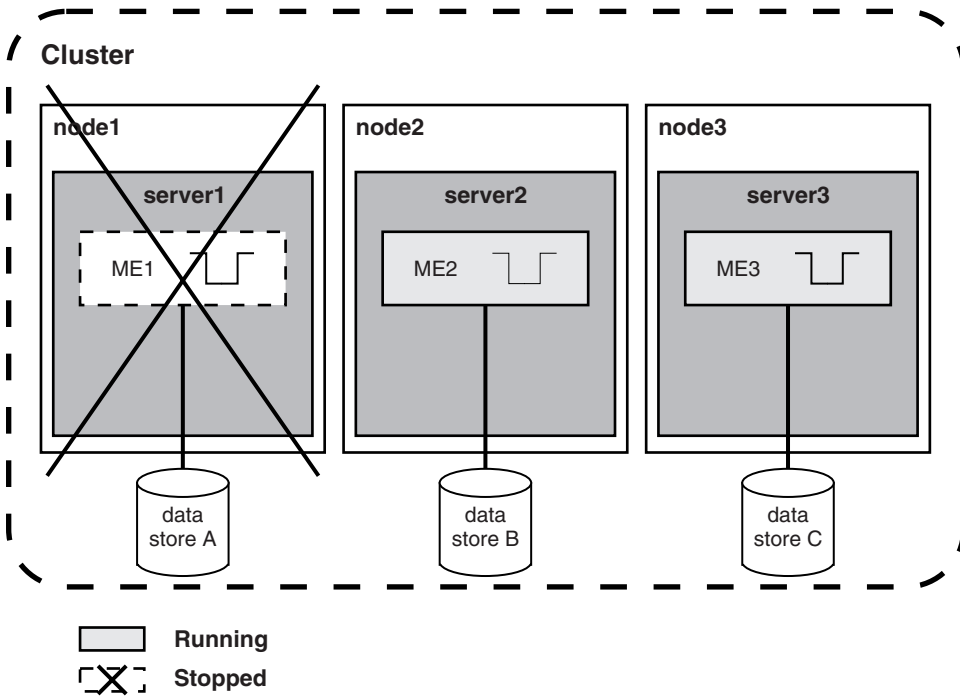 Cluster
node1
node2
node3
server1
server2
server3
ME1
ME2
ME3
data
store A
data
store B
data
store C
Running
Stopped